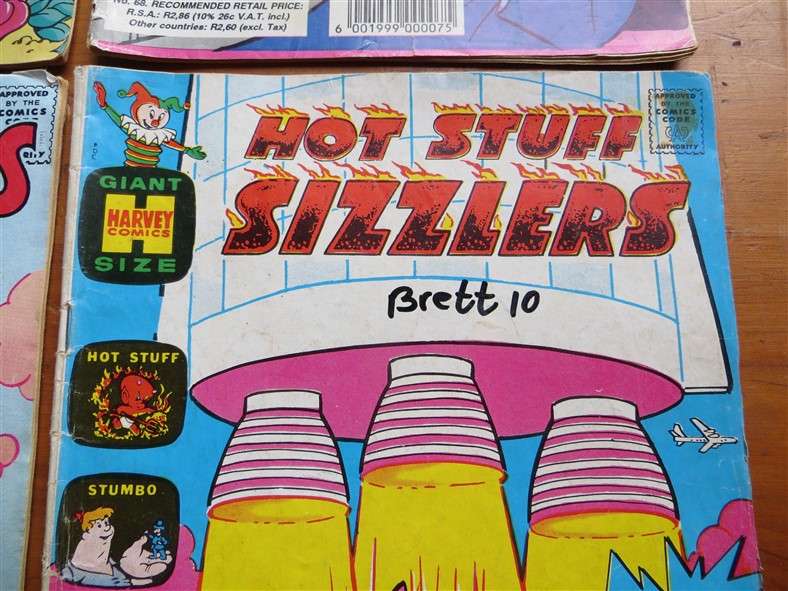 No. 68. RECOMMENDED RETAIL PRICE:
R.S.A.: R2,86 (10% 26c V.A.T. incl.)
Other countries: R2,60 (excl. Tax)
6 001999 000075
APPROVED
BY THE
COMICS
S
HOT STUFF
SIZZLERS
APPROVED
BY THE
COMICS
CODE
AUTHORITY
GIANT
HARVEY
COMICS
SIZE
Brett 10
HOT STUFF
STUMBO